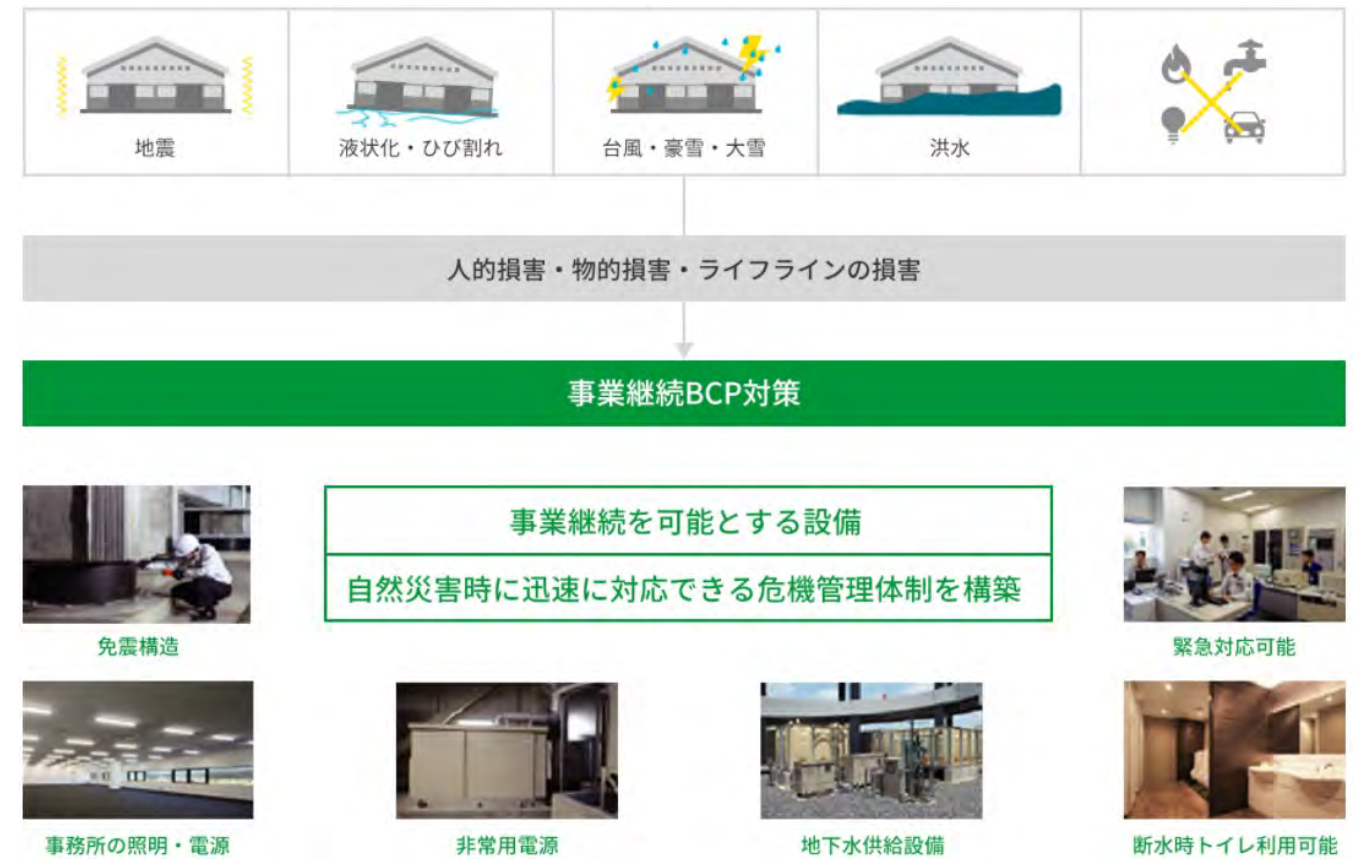 地震
液状化・ひび割れ
台風・豪雪・大雪
洪水
人的損害・物的損害・ライフラインの損害
事業継続BCP対策
事業継続を可能とする設備
自然災害時に迅速に対応できる危機管理体制を構築
免震構造
緊急対応可能
事務所の照明・電源
非常用電源
地下水供給設備
断水時トイレ利用可能